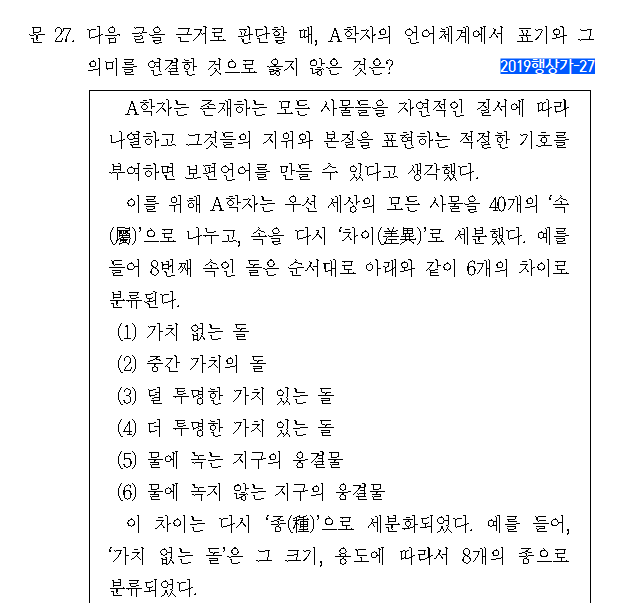 문 27. 다음 글을 근거로 판단할 때, A학자의 언어체계에서 표기와 그
의미를 연결한 것으로 옳지 않은 것은?
2019행상가-27
A학자는 존재하는 모든 사물들을 자연적인 질서에 따라
나열하고 그것들의 지위와 본질을 표현하는 적절한 기호를
부여하면 보편언어를 만들 수 있다고 생각했다.
이를 위해 A학자는 우선 세상의 모든 사물을 40개의 ‘속
(屬)’으로 나누고, 속을 다시 ‘차이(差異)’로 세분했다. 예를
들어 8번째 속인 돌은 순서대로 아래와 같이 6개의 차이로
분류된다.
(1) 가치 없는 돌
(2) 중간 가치의 돌
(3) 덜 투명한 가치 있는 돌
(4) 더 투명한 가치 있는 돌
(5) 물에 녹는 지구의 응결물
(6) 물에 녹지 않는 지구의 응결물
이 차이는 다시 ‘종(種)’으로 세분화되었다. 예를 들어,
‘가치 없는 돌’은 그 크기, 용도에 따라서 8개의 종으로
분류되었다.